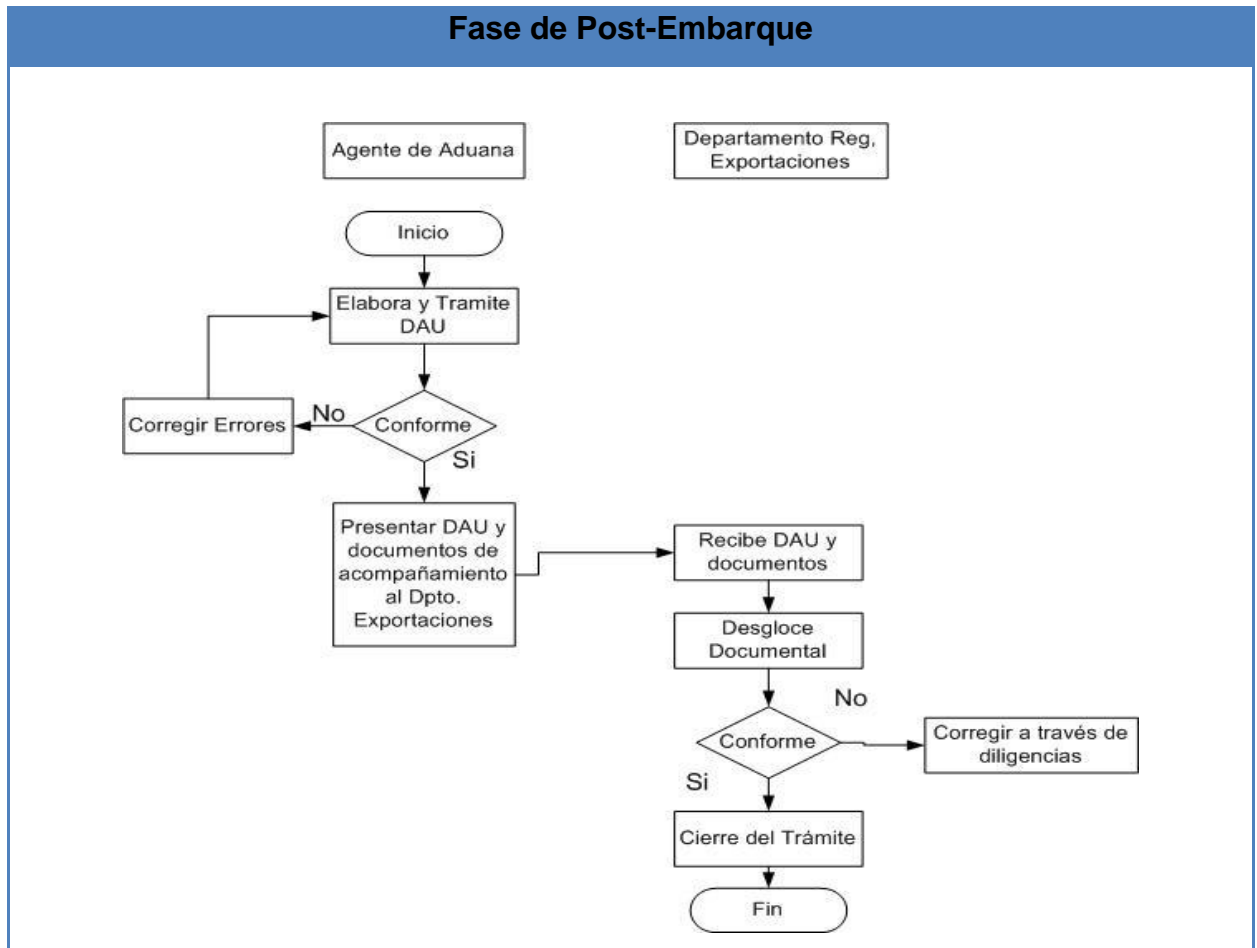 Fase de Post-Embarque
Agente de Aduana
Departamento Reg,
Exportaciones
Inicio
Elabora y Tramite
DAU
Corregir Errores
No
Conforme
Si
Presentar DAU y
documentos de
acompañamiento
al Dpto.
Exportaciones
Recibe DAU y
documentos
Desgloce
Documental
No
Conforme
Corregir a través de
diligencias
Si
Cierre del Trámite
Fin